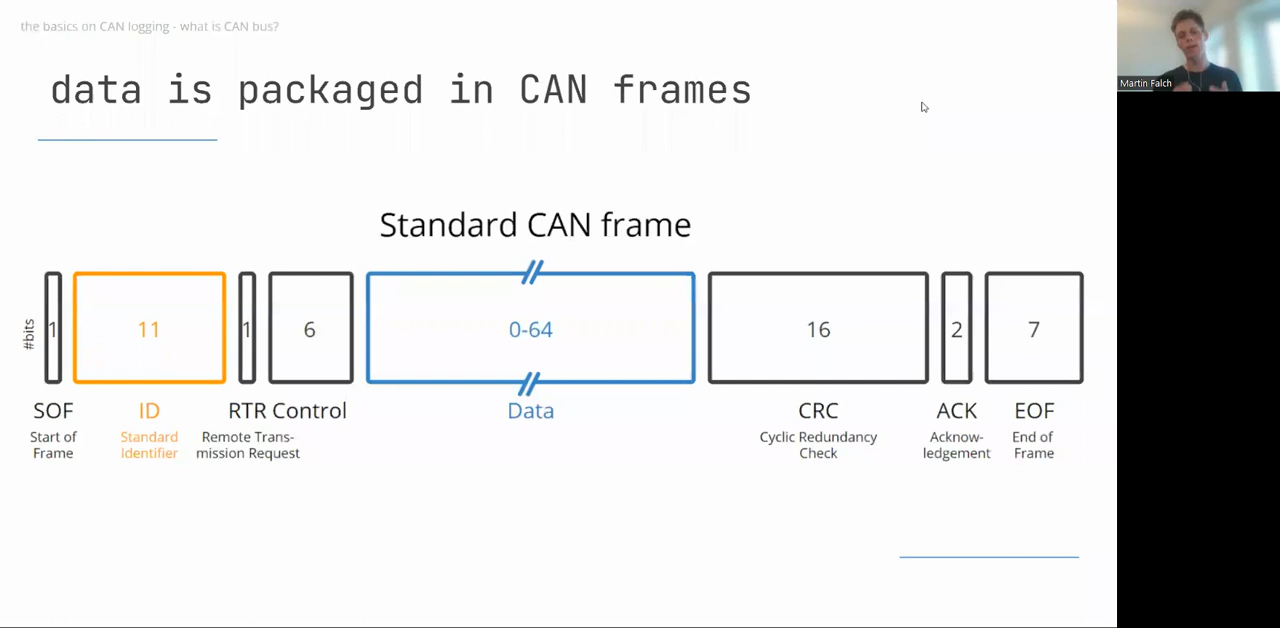 the basics on CAN logging - what is CAN bus?
data is packaged in CAN frames
Martin Falch
Standard CAN frame
#bits
1
11
1
6
0-64
16
2
7
SOF
ID
RTR Control
Data
CRC
ACK
EOF
Start of
Frame
Standard
Identifier
Remote Trans-
mission Request
Cyclic Redundancy
Check
Acknow-
ledgement
End of
Frame